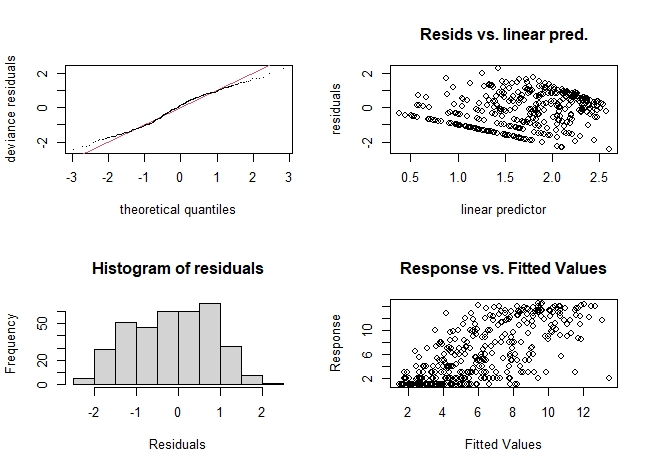 deviance residuals
2
0
-2
-3 -2 -1 0 1 2 3
theoretical quantiles
Resids vs. linear pred.
residuals
2
0
-2
0.5 1.0 1.5 2.0 2.5
linear predictor
Histogram of residuals
Frequency
50
20
0
-2 -1 0 1 2
Residuals
Response vs. Fitted Values
Response
10
6
2
2 4 6 8 10 12
Fitted Values